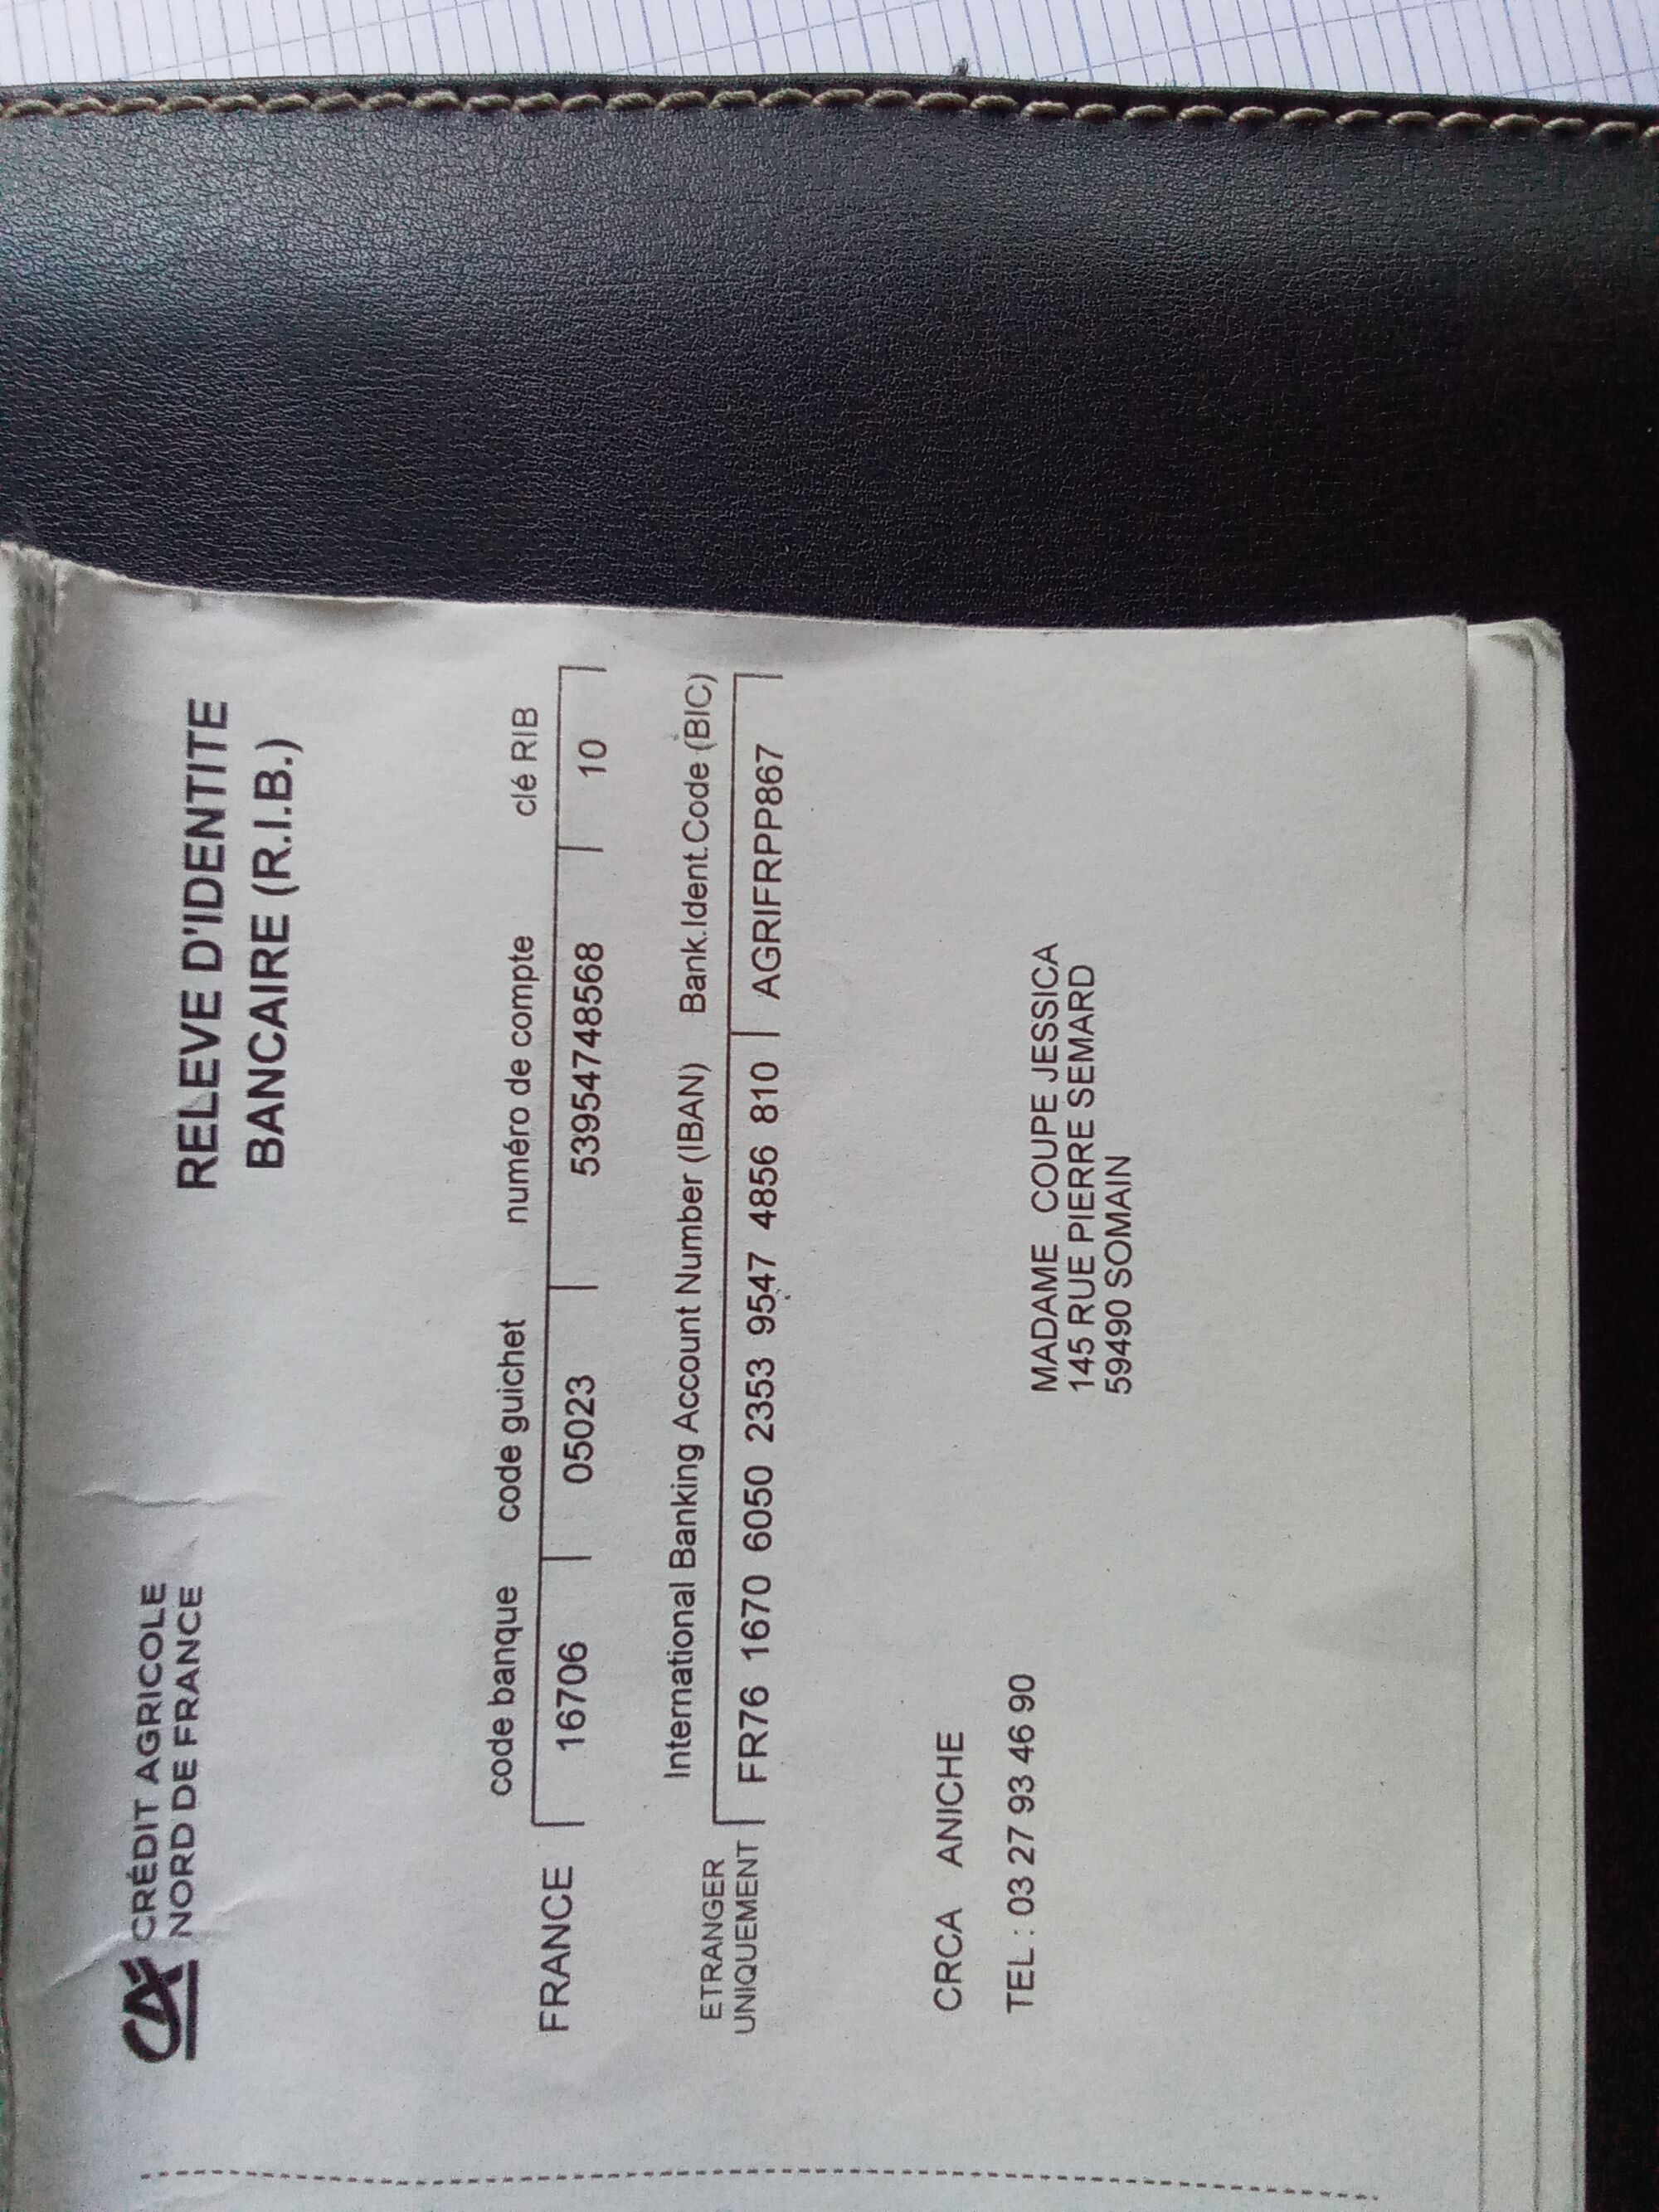 CA CRÉDIT AGRICOLE
NORD DE FRANCE
RELEVE D'IDENTITE
BANCAIRE (R.I.B.)
code banque code guichet numéro de compte clé RIB
FRANCE 16706 05023 53954748568 10
International Banking Account Number (IBAN) Bank.Ident.Code (BIC)
ETRANGER
UNIQUEMENT FR76 1670 6050 2353 9547 4856 810 AGRIFRPP867
CRCA ANICHE
TEL : 03 27 93 46 90
MADAME COUPE JESSICA
145 RUE PIERRE SEMARD
59490 SOMAIN